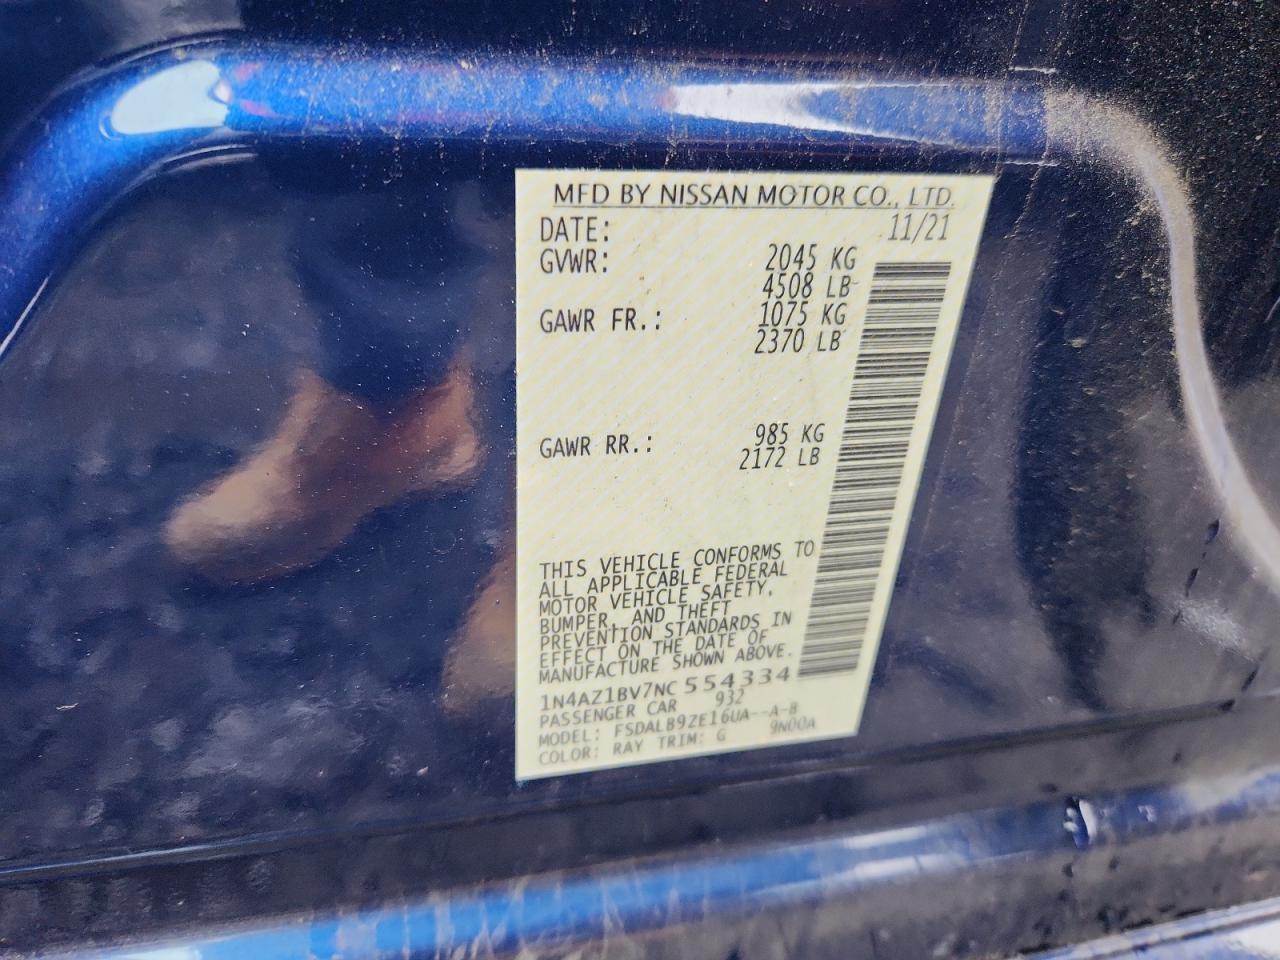 MFD BY NISSAN MOTOR CO., LTD.
DATE: 11/21
GVWR: 2045 KG
4508 LB
GAWR FR.: 1075 KG
2370 LB
GAWR RR.: 985 KG
2172 LB
THIS VEHICLE CONFORMS TO
ALL APPLICABLE FEDERAL
MOTOR VEHICLE SAFETY,
BUMPER, AND THEFT
PREVENTION STANDARDS IN
EFFECT ON THE DATE OF
MANUFACTURE SHOWN ABOVE.
1N4AZ1BV7NC 554334
PASSENGER CAR 932
MODEL: FSDALB9ZE16UA--A-B
COLOR: RAY TRIM: G 9N00A